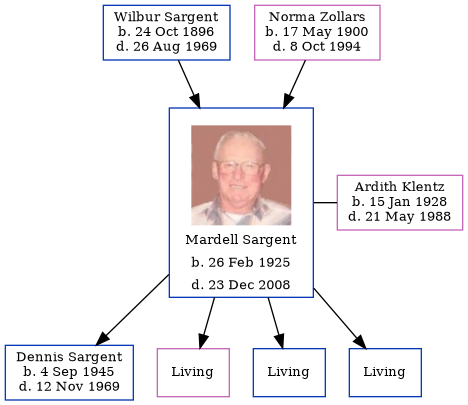 Wilbur Sargent
b. 24 Oct 1896
d. 26 Aug 1969
Norma Zollars
b. 17 May 1900
d. 8 Oct 1994
Mardell Sargent
b. 26 Feb 1925
d. 23 Dec 2008
Ardith Klentz
b. 15 Jan 1928
d. 21 May 1988
Dennis Sargent
b. 4 Sep 1945
d. 12 Nov 1969
Living
Living
Living